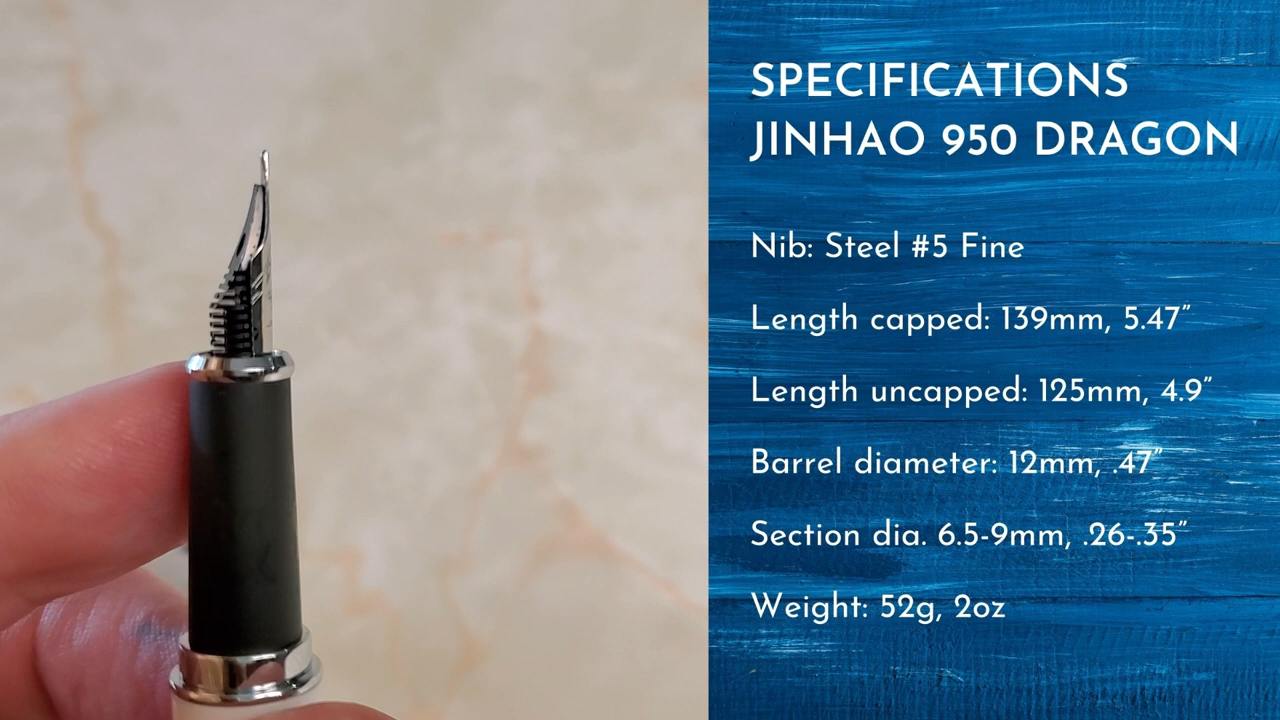 SPECIFICATIONS
JINHAO 950 DRAGON
Nib: Steel #5 Fine
Length capped: 139mm, 5.47”
Length uncapped: 125mm, 4.9”
Barrel diameter: 12mm, .47”
Section dia. 6.5-9mm, .26-.35”
Weight: 52g, 2oz